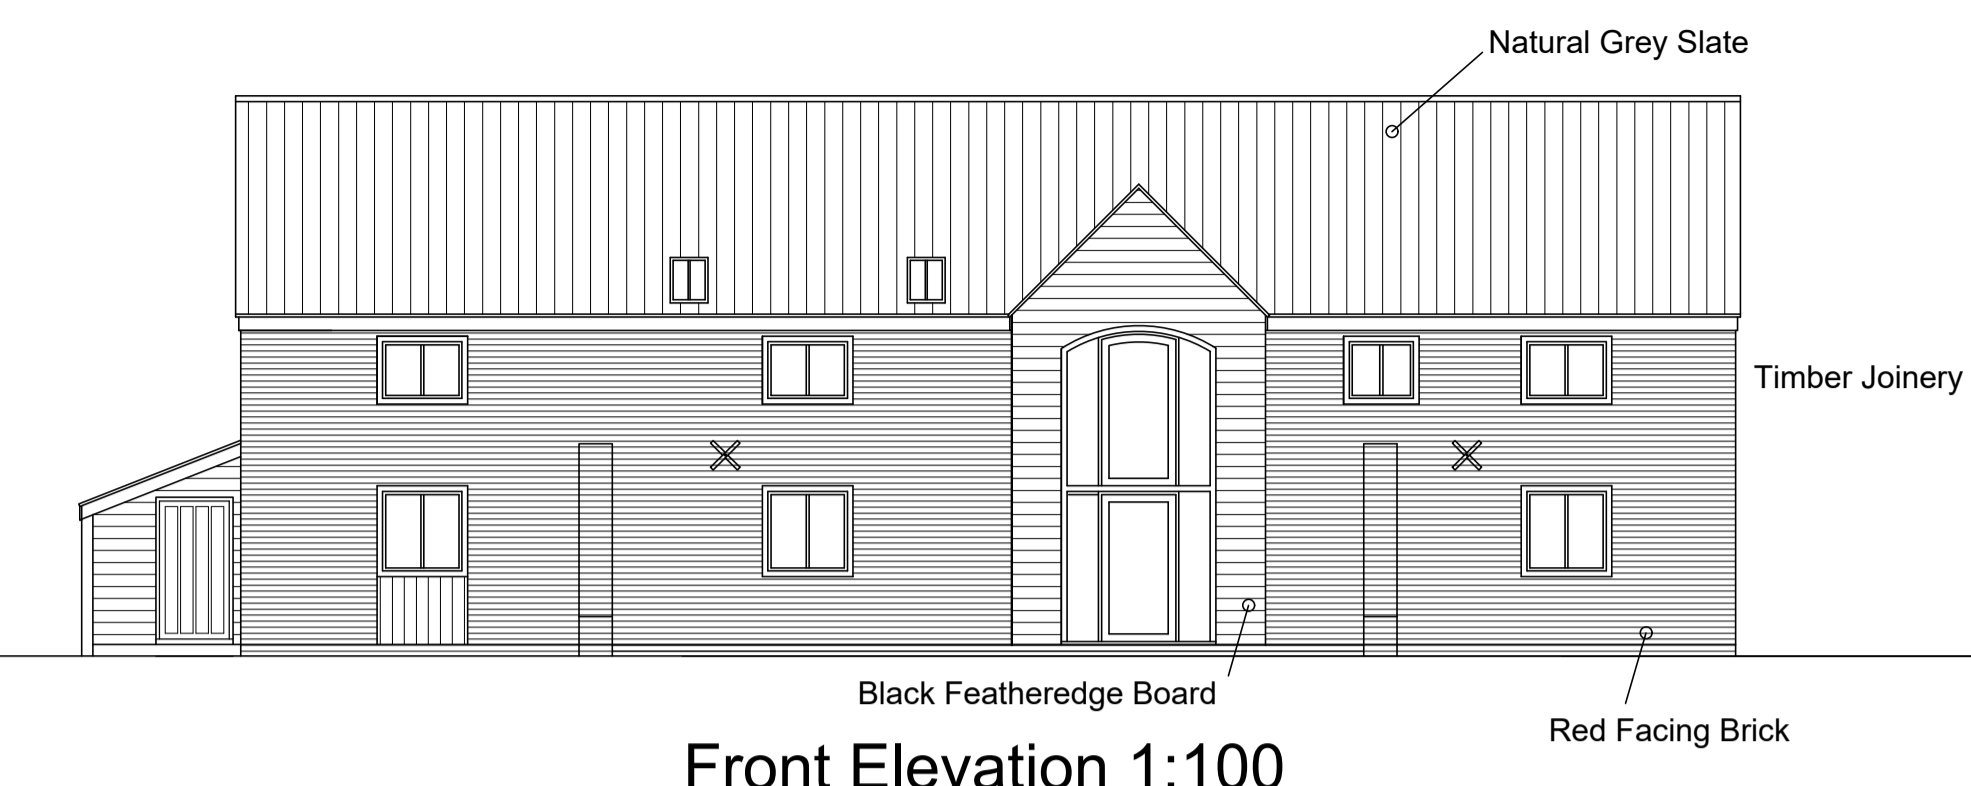 Natural Grey Slate
Timber Joinery
Black Featheredge Board
Red Facing Brick
Front Elevation 1:100